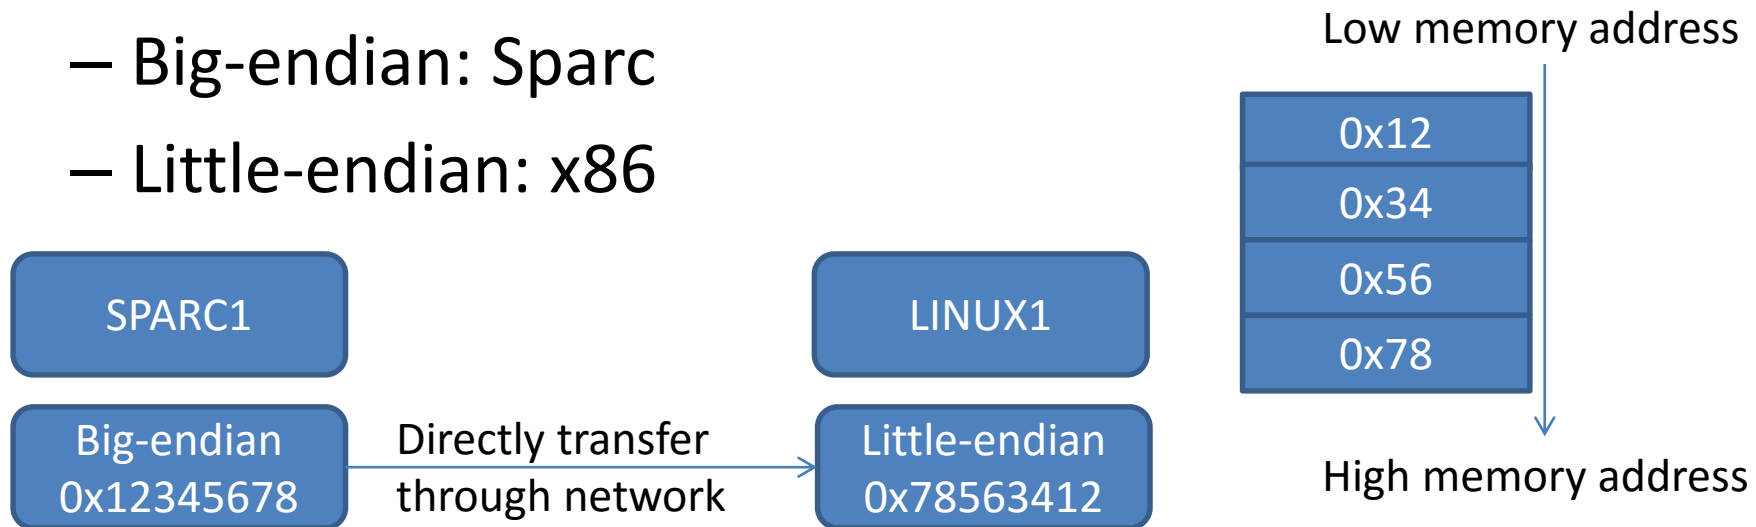 – Big-endian: Sparc
– Little-endian: x86
SPARC1
LINUX1
Big-endian
0x12345678
Directly transfer
through network
Little-endian
0x78563412
Low memory address
0x12
0x34
0x56
0x78
High memory address